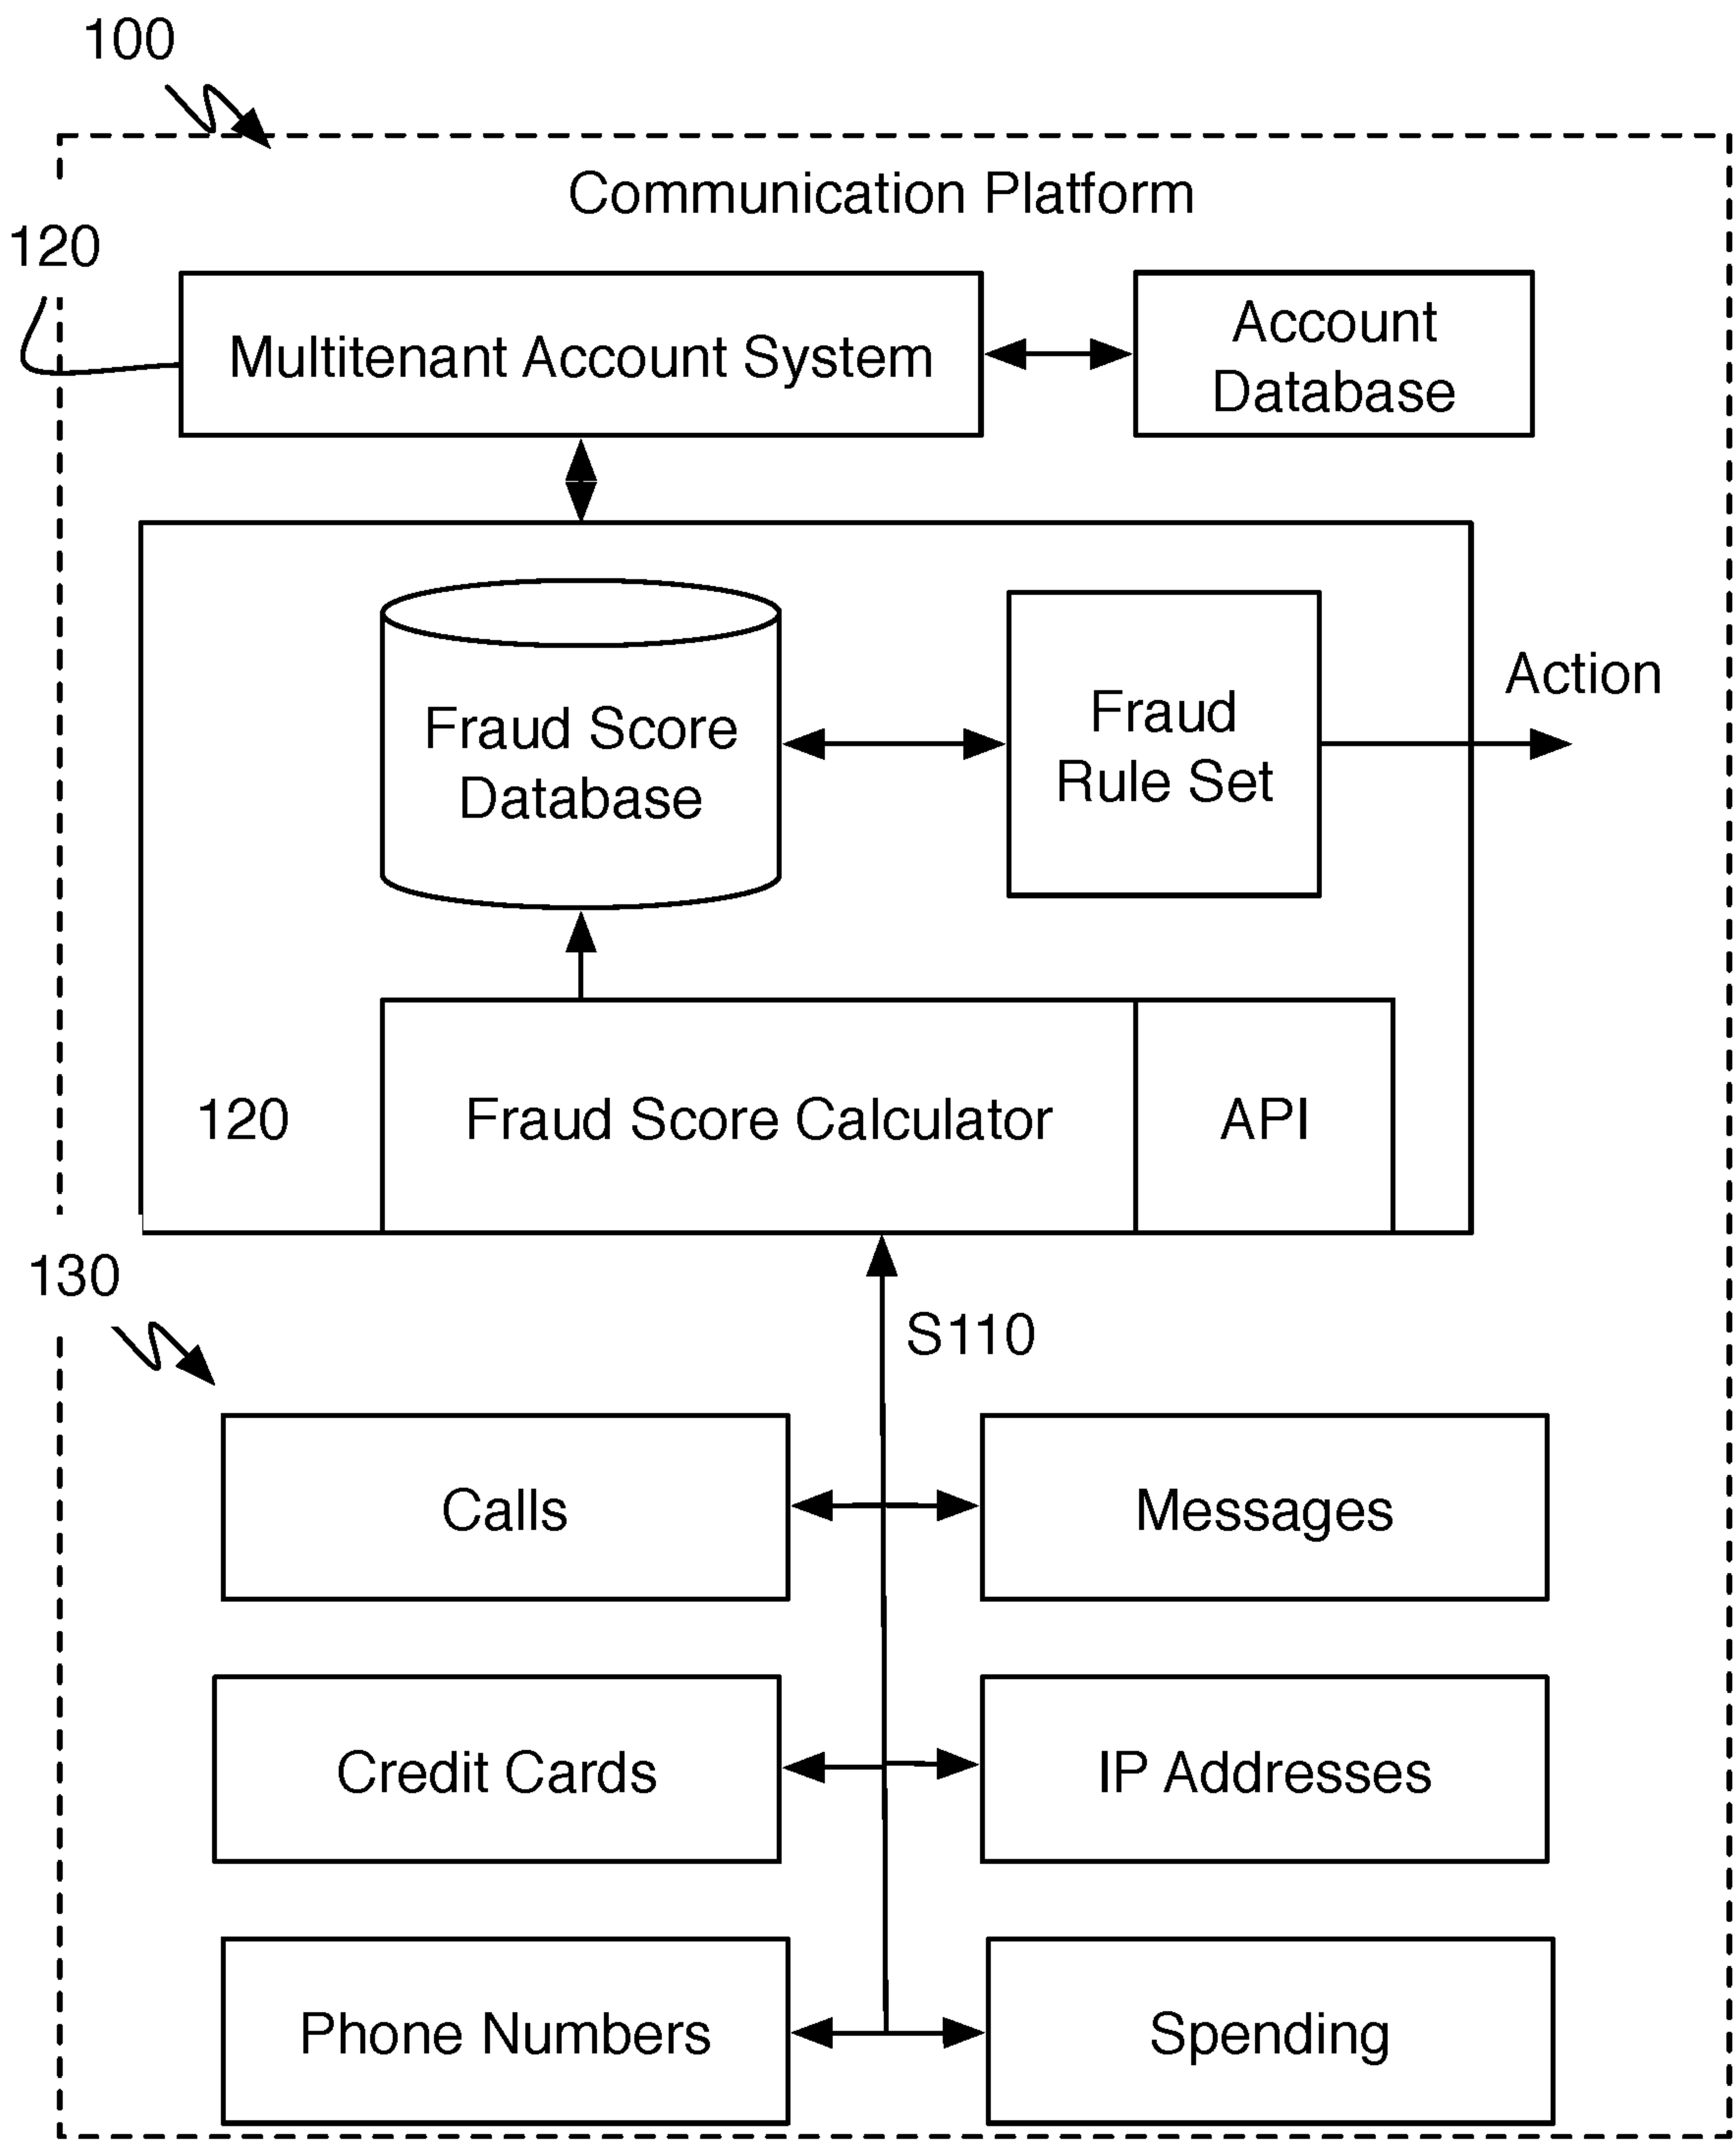 100
Communication Platform
120
Multitenant Account System
Account
Database
Fraud Score
Database
Fraud
Rule Set
Action
120
Fraud Score Calculator
API
130
S110
Calls
Messages
Credit Cards
IP Addresses
Phone Numbers
Spending